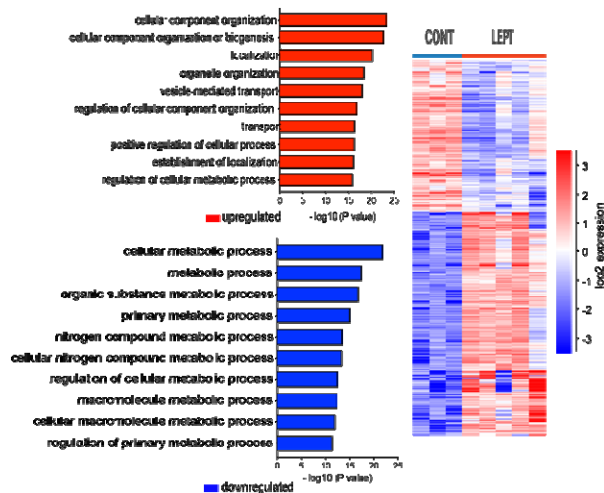 cellular component organization
cellular component organization or biogenesis
localization
organelle organization
vesicle-mediated transport
regulation of cellular component organization
transport
positive regulation of cellular process
establishment of localization
regulation of cellular metabolic process
0 5 10 15 20 25
- log10 (P value)
upregulated
cellular metabolic process
metabolic process
organic substance metabolic process
primary metabolic process
nitrogen compound metabolic process
cellular nitrogen compound metabolic process
regulation of cellular metabolic process
macromolecule metabolic process
cellular macromolecule metabolic process
regulation of primary metabolic process
0 5 10 15 20 25
- log10 (P value)
downregulated
CONT LEPT
3
2
1
0
-1
-2
-3
log2 expression